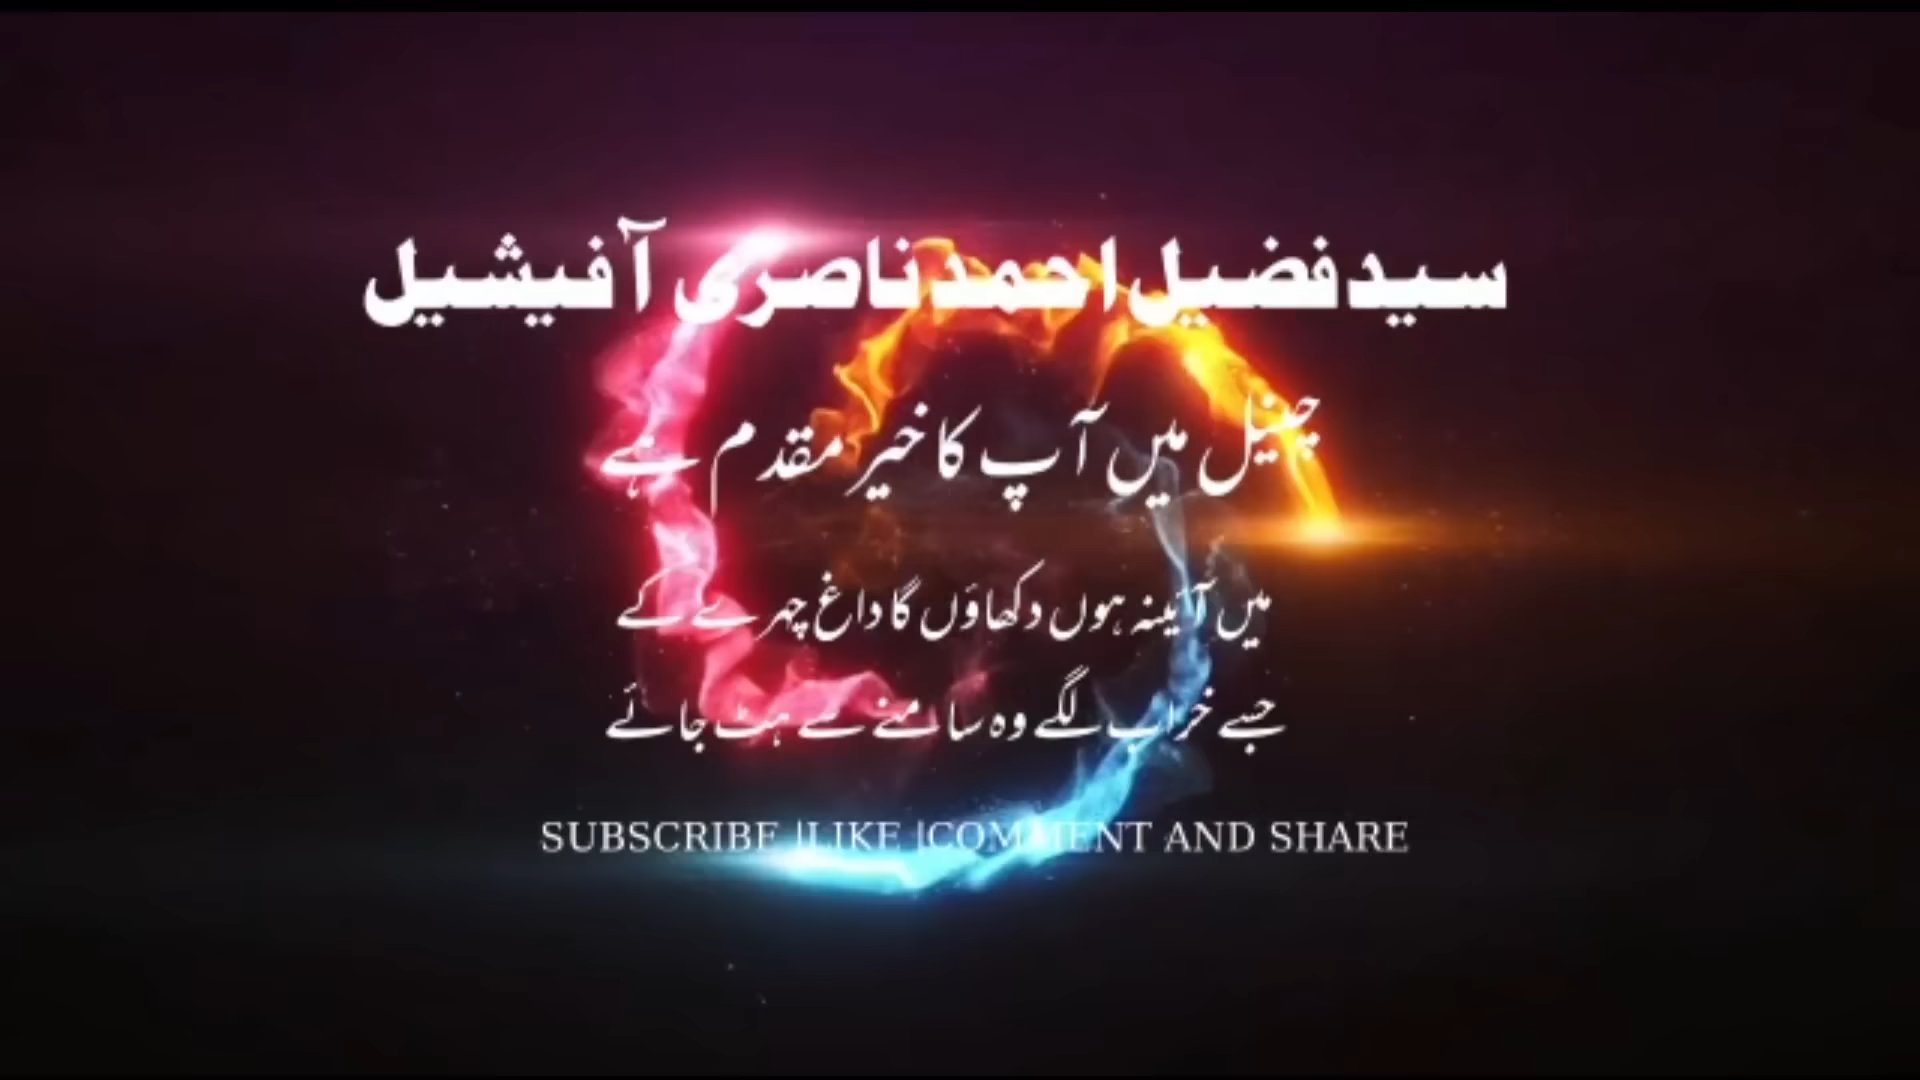 سید فضیل احمد ناصری آفیشیل
چینل میں آپ کا خیر مقدم ہے
میں آئینہ ہوں دکھاؤں گا داغ چہرے کے
جسے خراب لگے وہ سامنے سے ہٹ جائے
SUBSCRIBE |LIKE |COMMENT AND SHARE